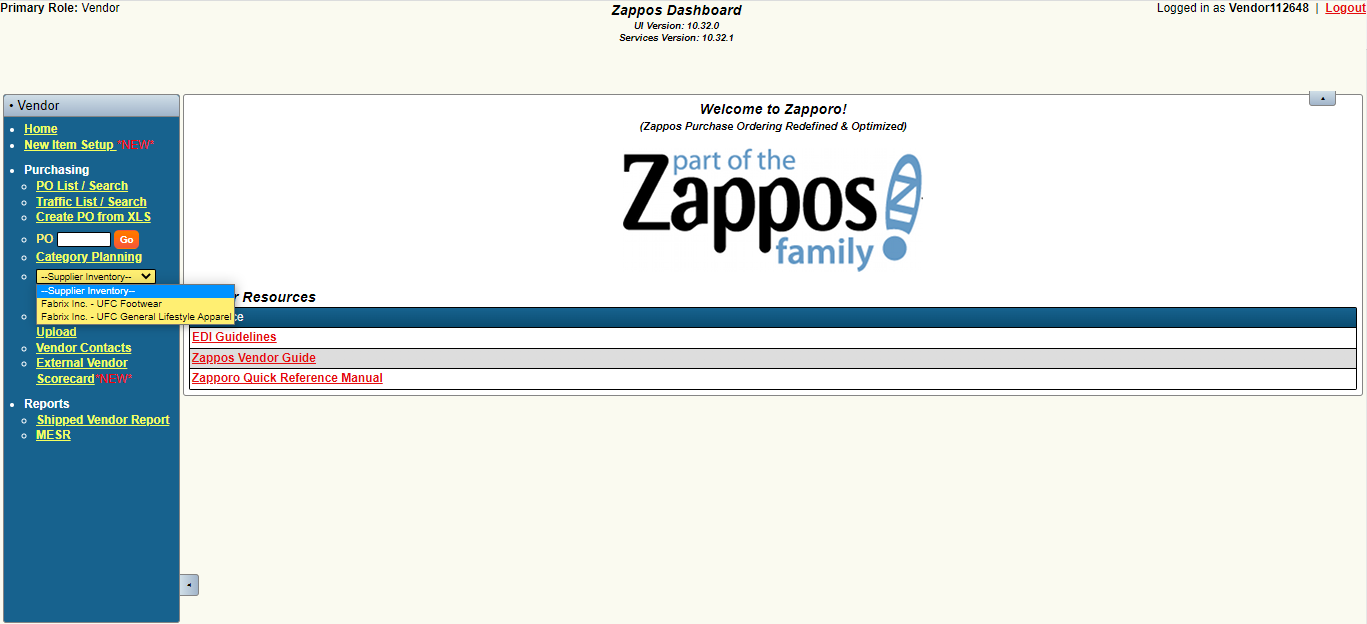 Primary Role: Vendor
Zappos Dashboard
UI Version: 10.32.0
Services Version: 10.32.1
Logged in as Vendor112648 | Logout
• Vendor
Home
New Item Setup *NEW*
Purchasing
PO List / Search
Traffic List / Search
Create PO from XLS
PO Go
Category Planning
--Supplier Inventory--
--Supplier Inventory--
Fabrix Inc. - UFC Footwear
Fabrix Inc. - UFC General Lifestyle Apparel
Upload
Vendor Contacts
External Vendor
Scorecard *NEW*
Reports
Shipped Vendor Report
MESR
Welcome to Zapporo!
(Zappos Purchase Ordering Redefined & Optimized)
part of the
Zappos
family
Resources
EDI Guidelines
Zappos Vendor Guide
Zapporo Quick Reference Manual